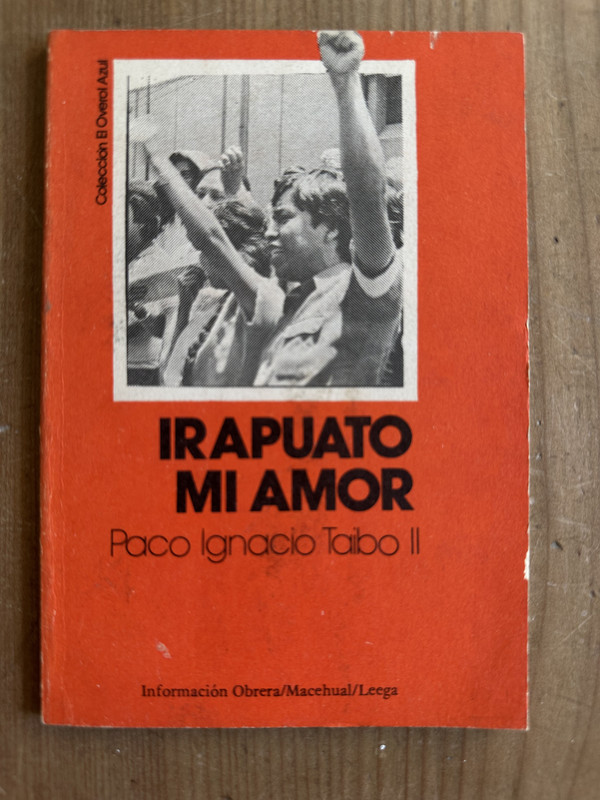 Colección El Overol Azul
IRAPUATO
MI AMOR
Paco Ignacio Taibo II
Información Obrera/Macehual/Leega